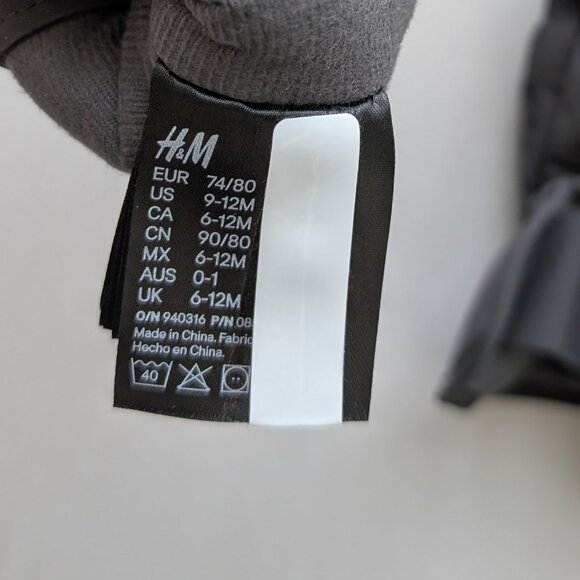 H&M
EUR 74/80
US 9-12M
CA 6-12M
CN 90/80
MX 6-12M
AUS 0-1
UK 6-12M
O/N 940316 P/N
Made in China.
Hecho en China.
40